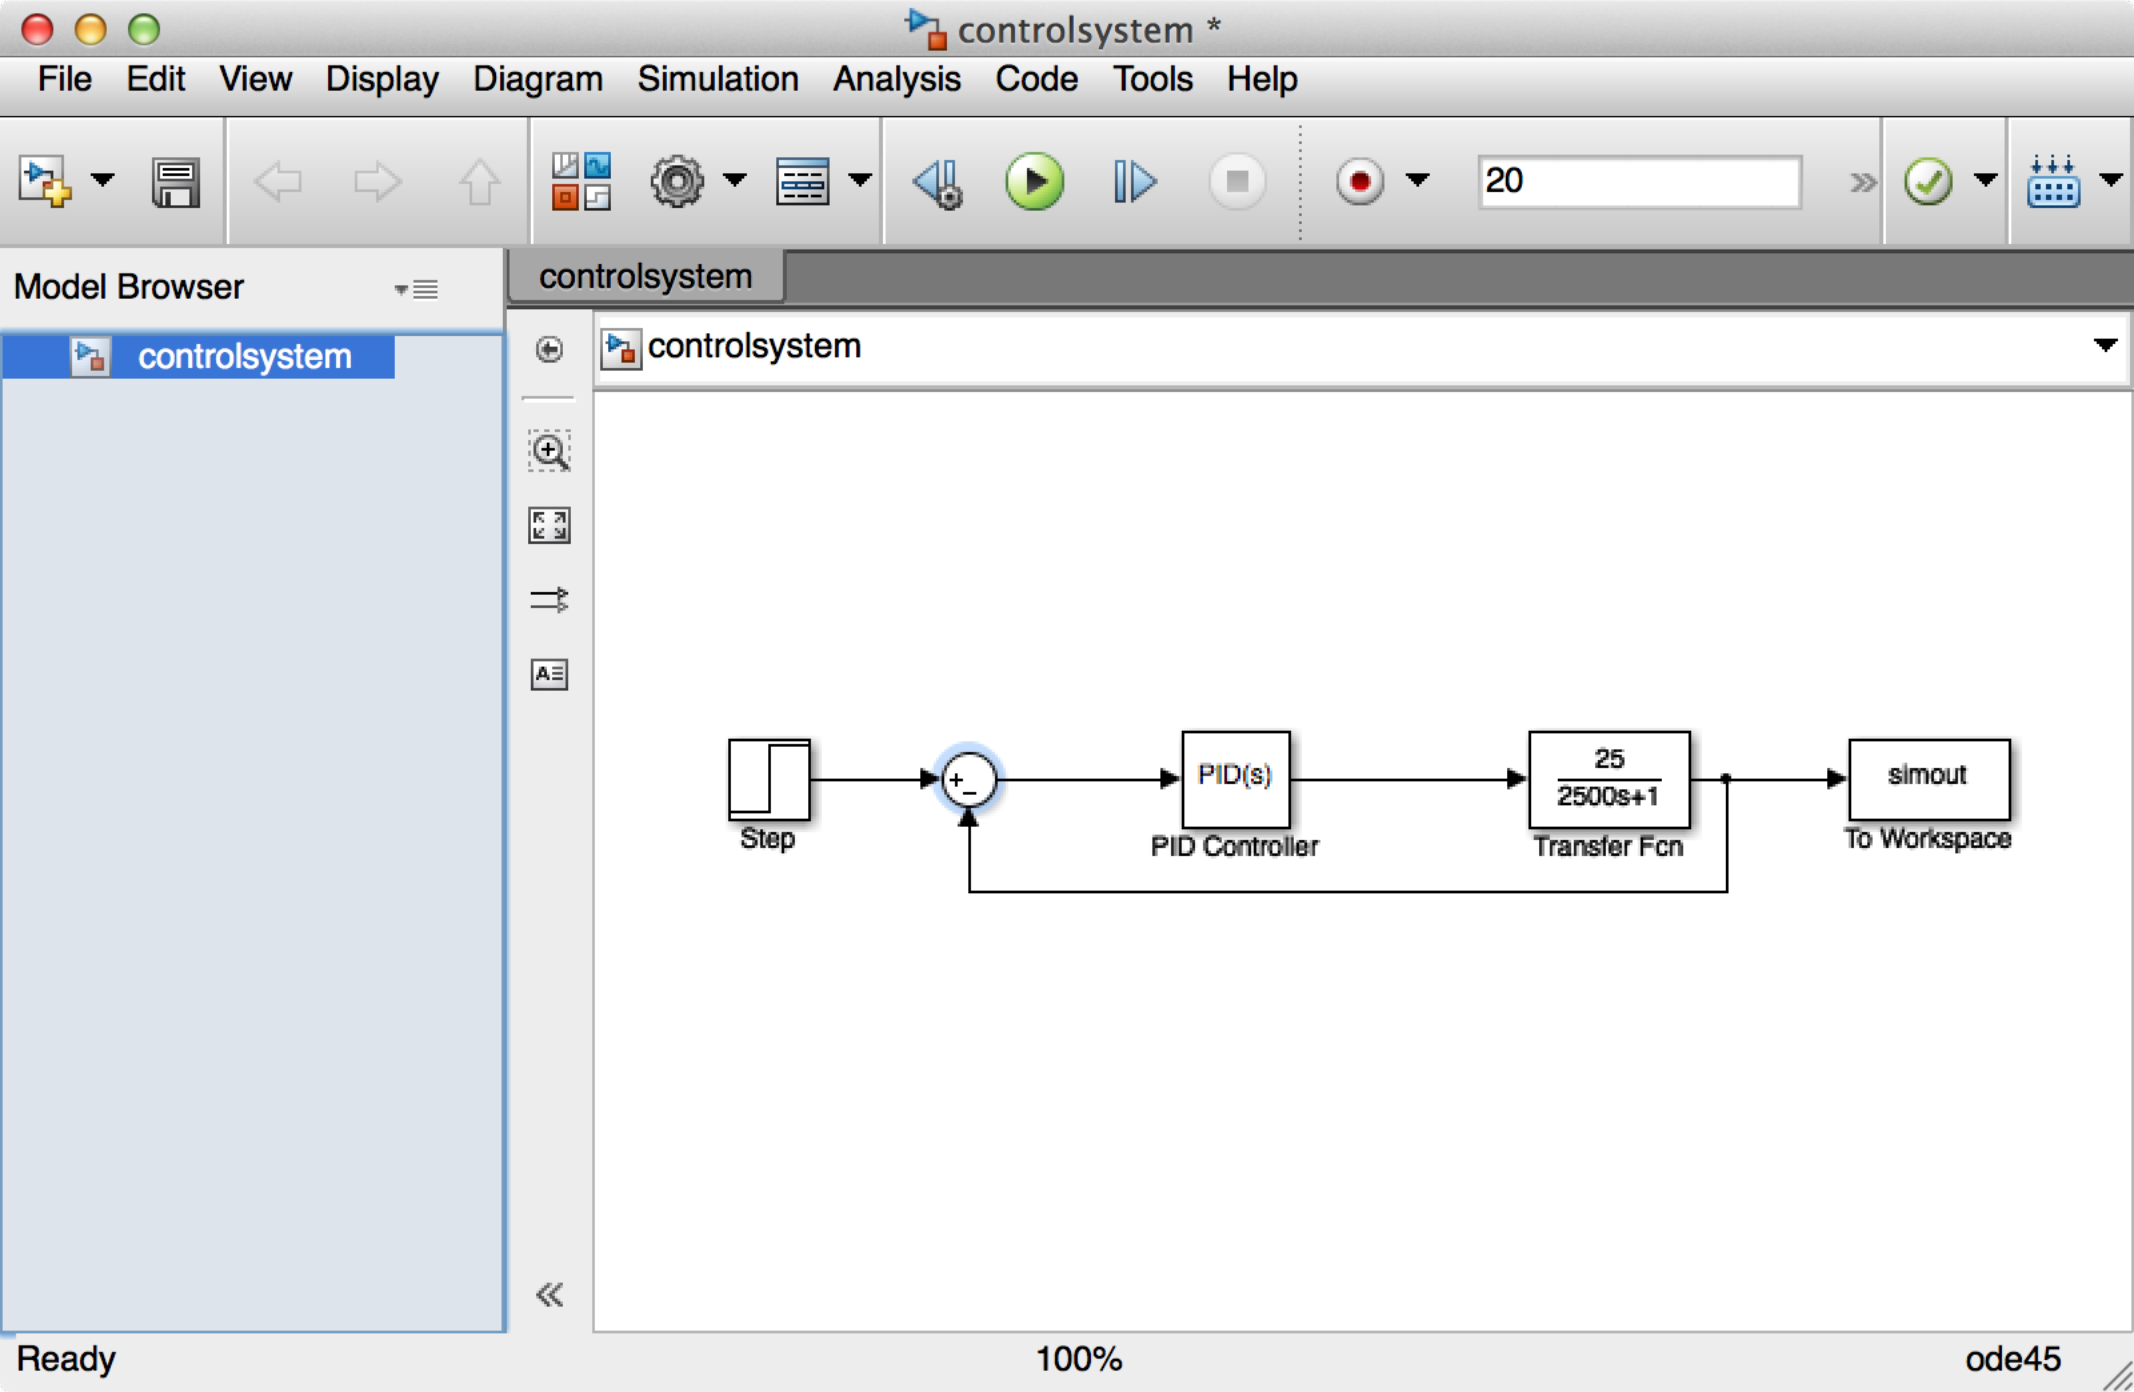 controlsystem *
File Edit View Display Diagram Simulation Analysis Code Tools Help
20
Model Browser
controlsystem
controlsystem
controlsystem
A
+
−
PID(s)
25
2500s+1
simout
Step
PID Controller
Transfer Fcn
To Workspace
Ready
100%
ode45